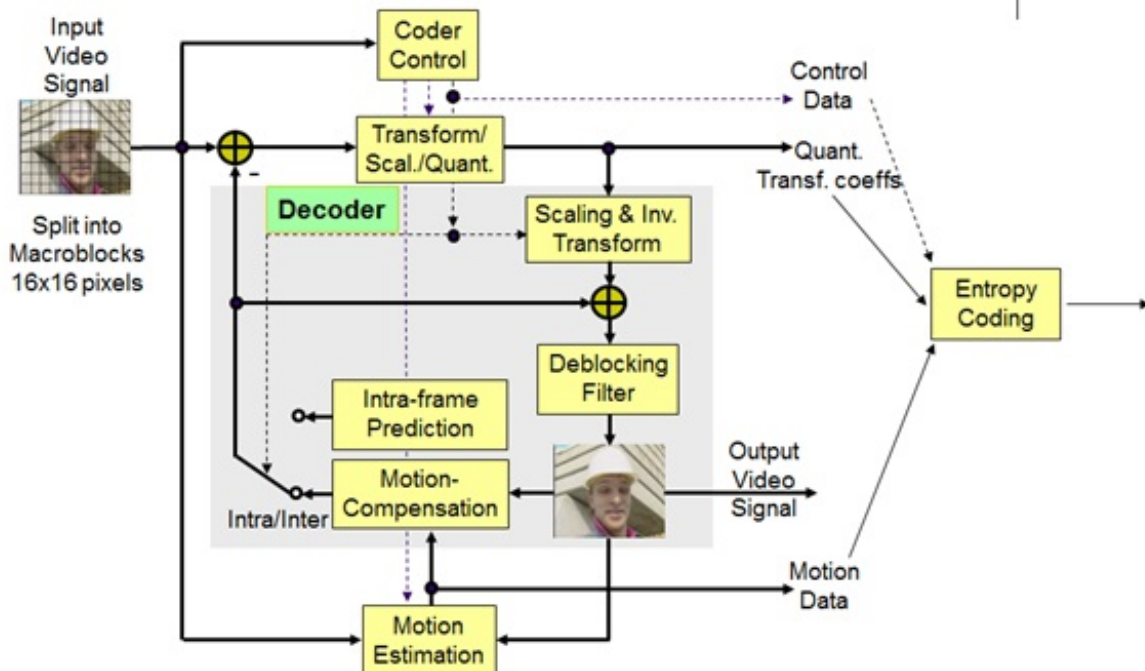 Input
Video
Signal
Split into
Macroblocks
16x16 pixels
Coder
Control
Control
Data
Transform/
Scal./Quant.
Quant.
Transf. coeffs
-
Decoder
Scaling & Inv.
Transform
Entropy
Coding
Deblocking
Filter
Intra-frame
Prediction
Output
Video
Signal
Motion-
Compensation
Intra/Inter
Motion
Data
Motion
Estimation